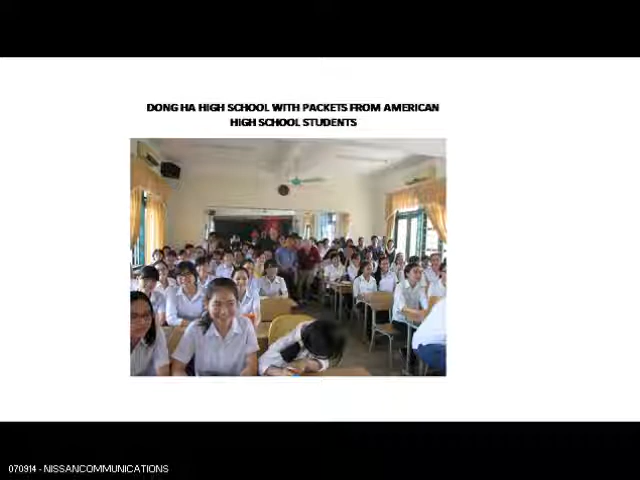 DONG HA HIGH SCHOOL WITH PACKETS FROM AMERICAN
HIGH SCHOOL STUDENTS
070914 - NISSANCOMMUNICATIONS